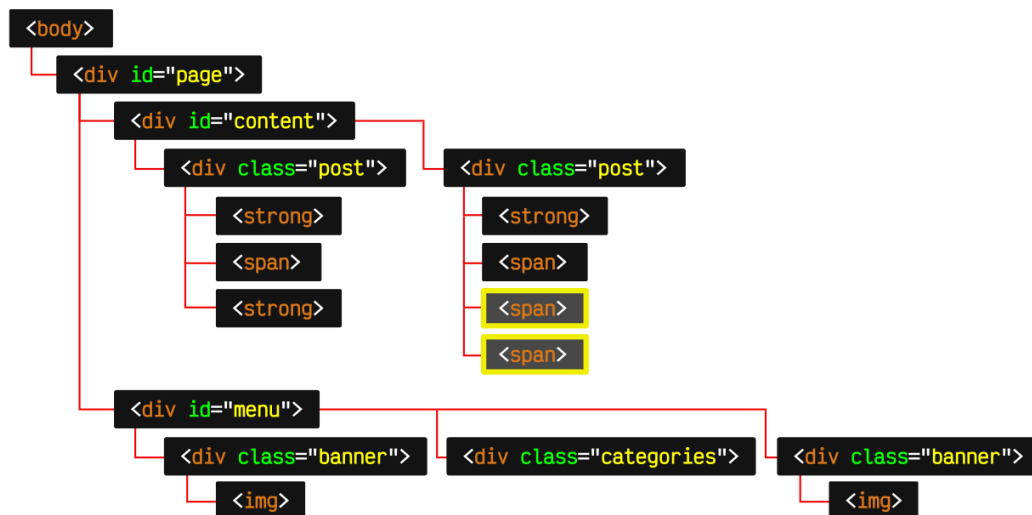 <body>
<div id="page">
<div id="content">
<div class="post"> <div class="post">
<strong> <strong>
<span> <span>
<strong> <span>
<span>
<div id="menu">
<div class="banner"> <div class="categories"> <div class="banner">
<img> <img>